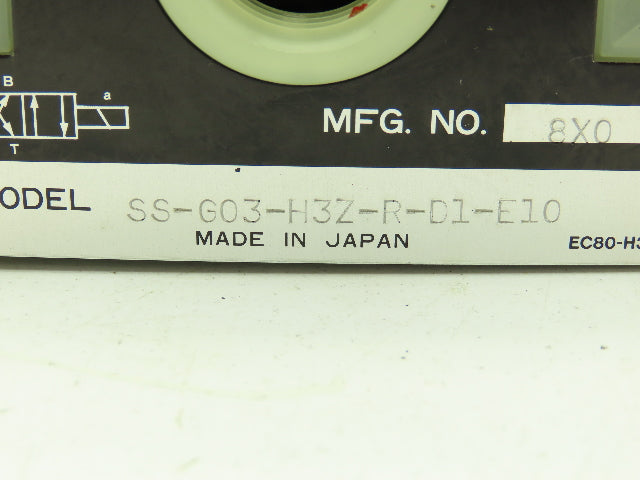 B
a
T
MFG. NO. 8X0
ODEL SS-G03-H3Z-R-D1-E10
MADE IN JAPAN
EC80-H3